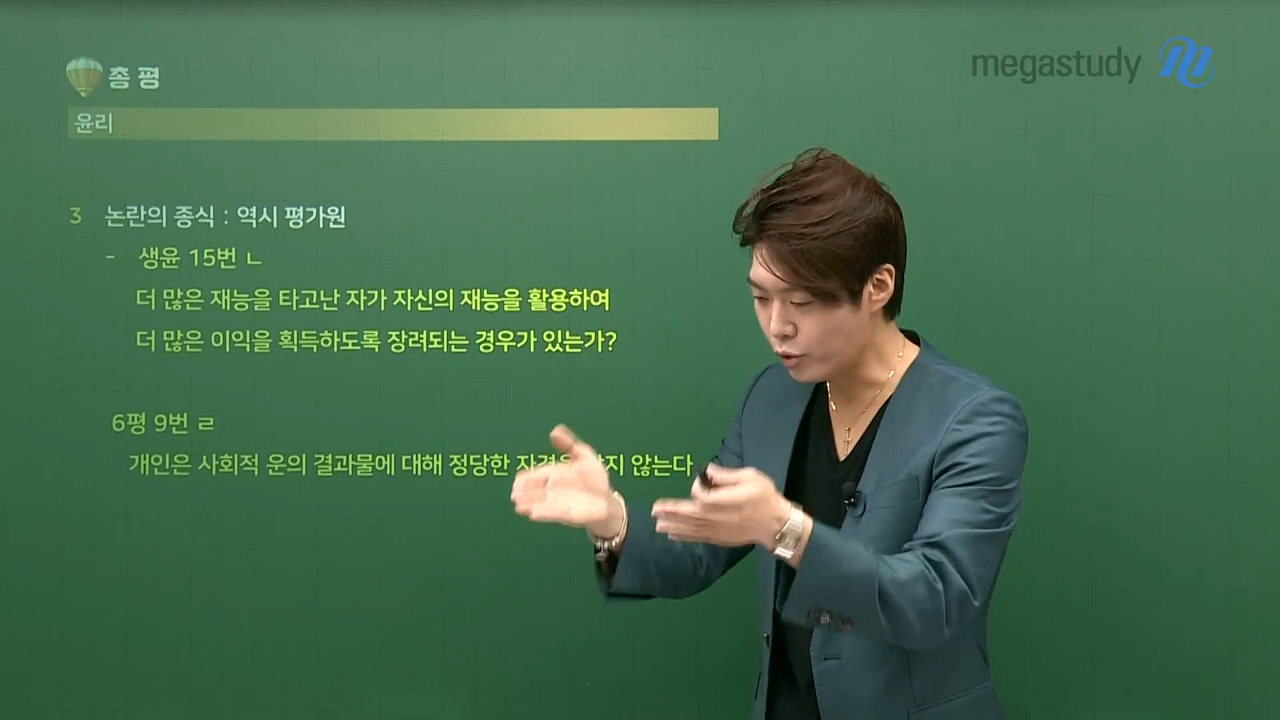 megastudy
총평
윤리
3 논란의 종식 : 역시 평가원
- 생윤 15번 ㄴ
더 많은 재능을 타고난 자가 자신의 재능을 활용하여
더 많은 이익을 획득하도록 장려되는 경우가 있는가?
6평 9번 ㄹ
개인은 사회적 운의 결과물에 대해 정당한 않는다